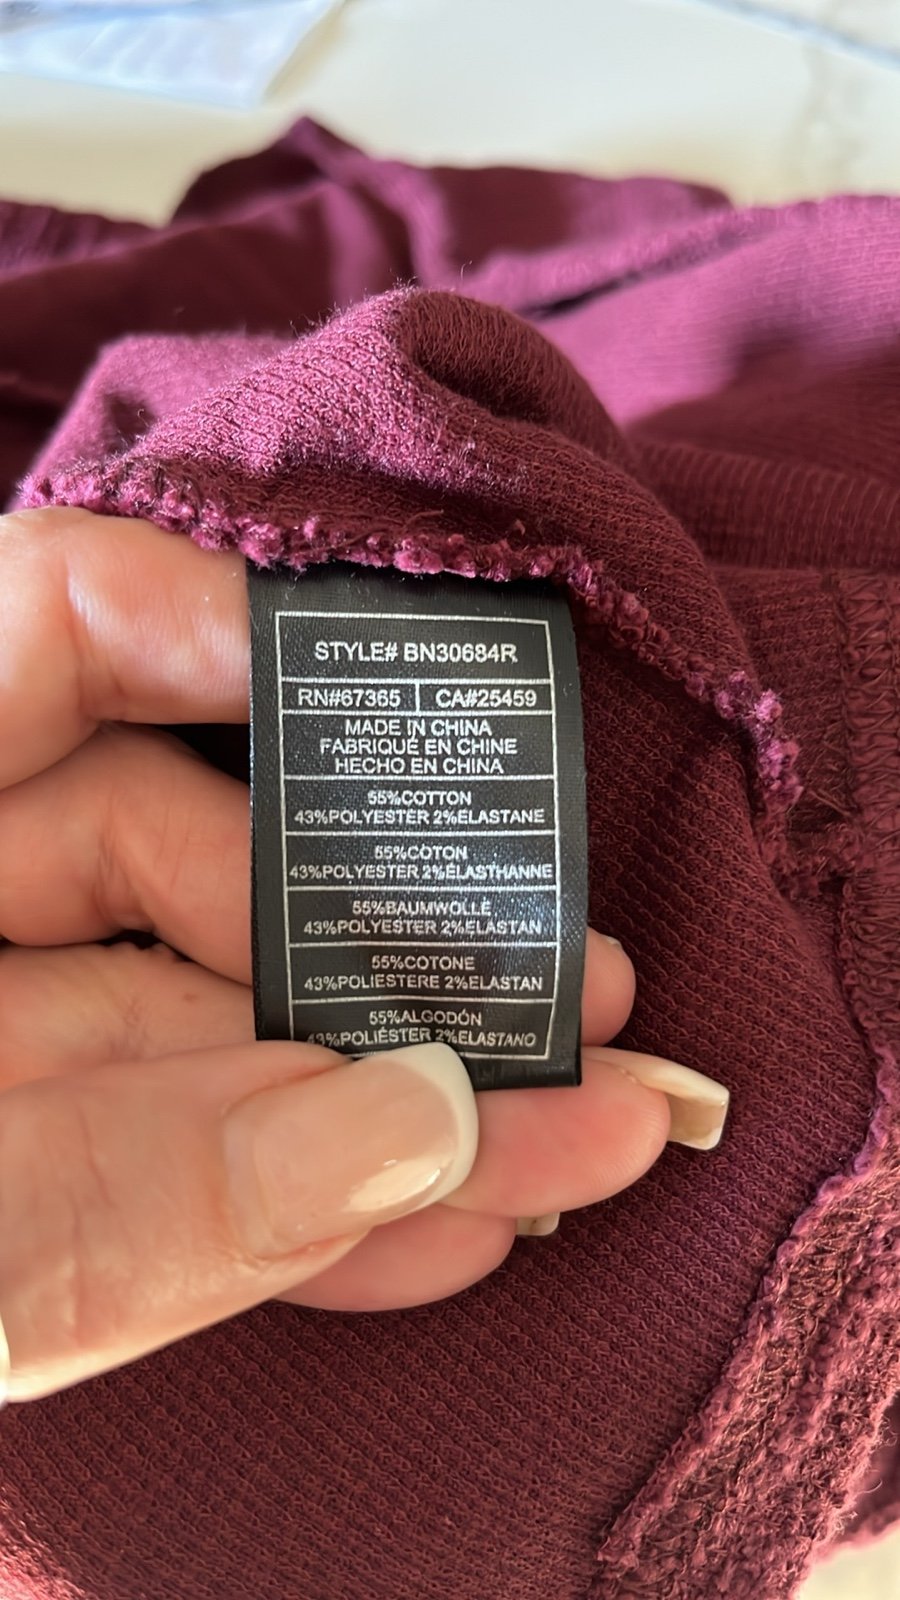 STYLE# BN30684R
RN#67365 CA#25459
MADE IN CHINA
FABRIQUÉ EN CHINE
HECHO EN CHINA
55%COTTON
43%POLYESTER 2%ELASTANE
55%COTON
43%POLYESTER 2%ELASTHANNE
55%BAUMWOLLE
43%POLYESTER 2%ELASTAN
55%COTONE
43%POLIESTERE 2%ELASTAN
55%ALGODÓN
43%POLIÉSTER 2%ELASTANO